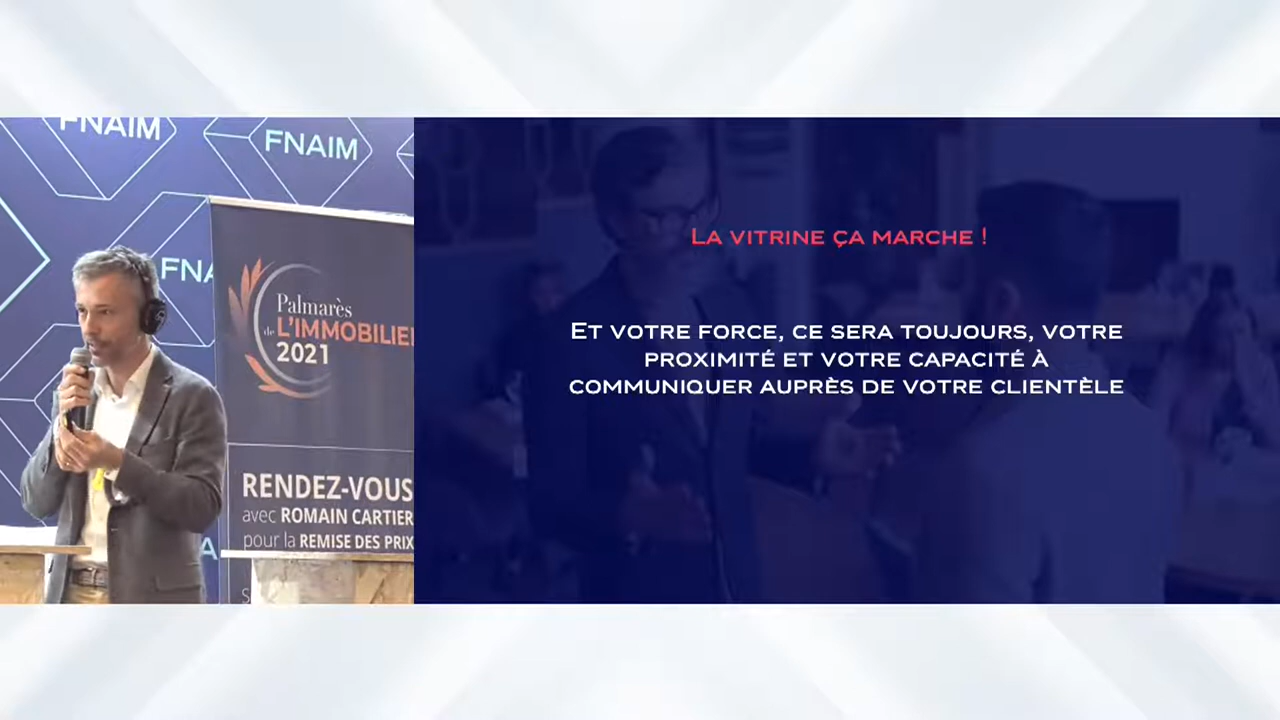 FNAIM
FNAIM
FNA
Palmarès
de L'IMMOBILIER
2021
RENDEZ-VOUS
avec ROMAIN CARTIER
pour la REMISE DES PRIX
S
A
LA VITRINE ÇA MARCHE !
ET VOTRE FORCE, CE SERA TOUJOURS, VOTRE
PROXIMITÉ ET VOTRE CAPACITÉ À
COMMUNIQUER AUPRÈS DE VOTRE CLIENTÈLE